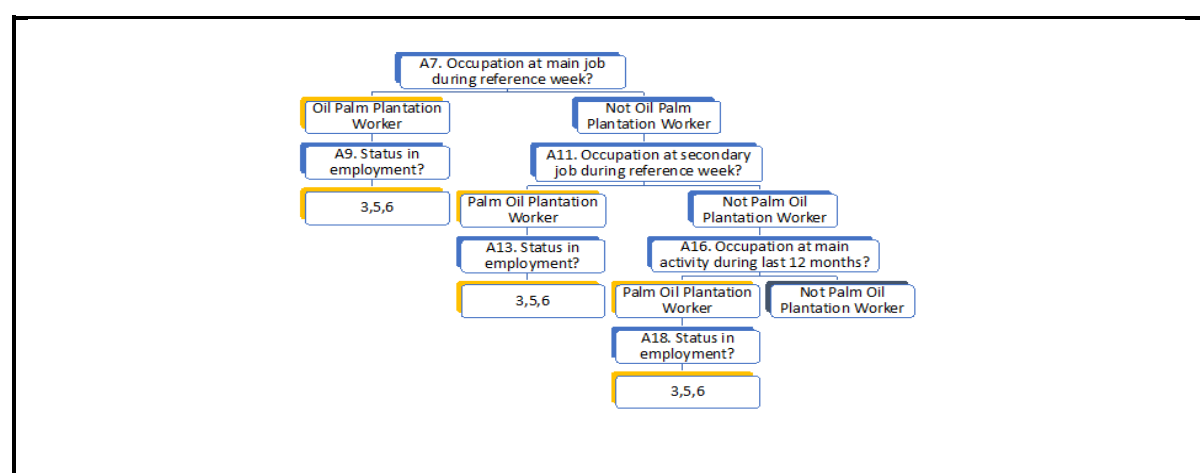 A7. Occupation at main job
during reference week?
Oil Palm Plantation
Worker
Not Oil Palm
Plantation Worker
A9. Status in
employment?
A11. Occupation at secondary
job during reference week?
3,5,6
Palm Oil Plantation
Worker
Not Palm Oil
Plantation Worker
A13. Status in
employment?
A16. Occupation at main
activity during last 12 months?
3,5,6
Palm Oil Plantation
Worker
Not Palm Oil
Plantation Worker
A18. Status in
employment?
3,5,6